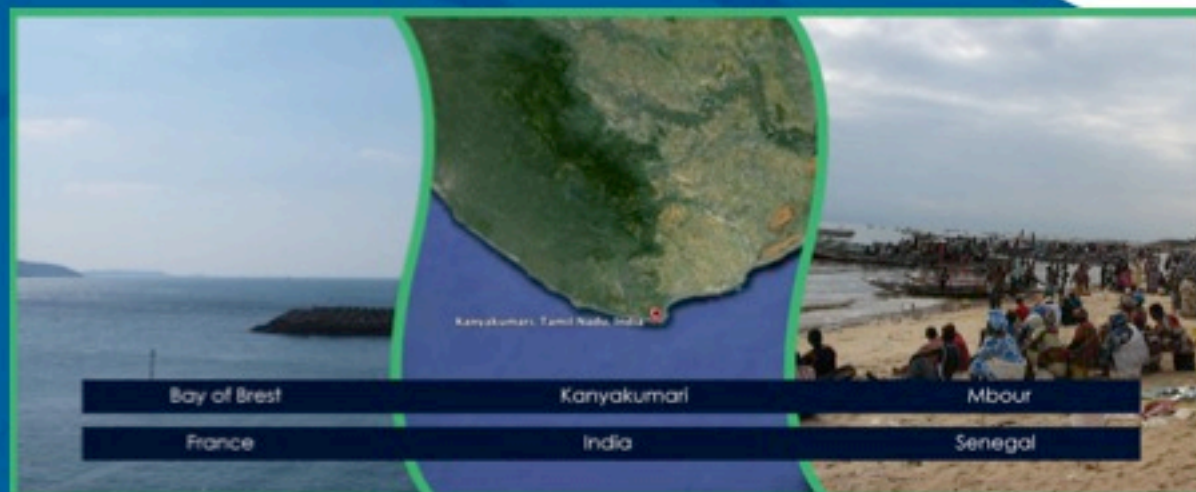 Kanyakumari, Tamil Nadu, India
Bay of Brest Kanyakumari Mbour
France India Senegal